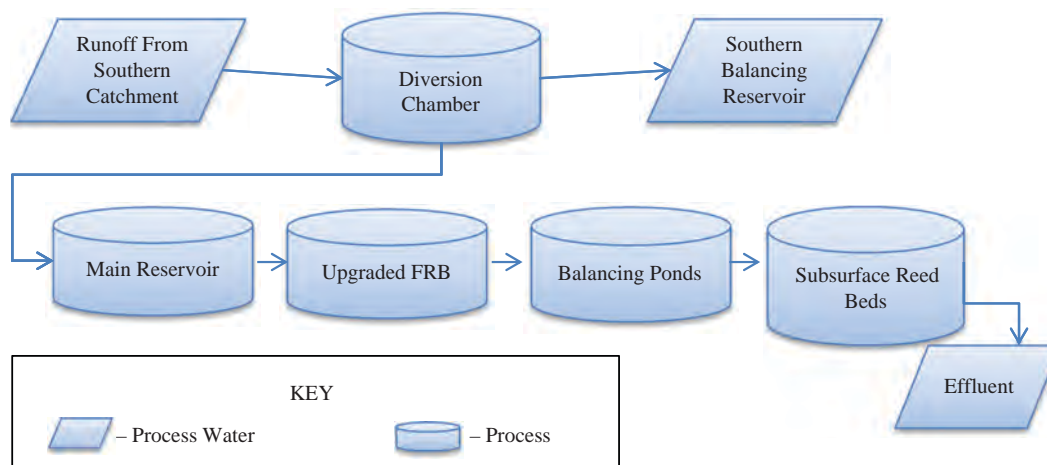 Runoff From
Southern
Catchment
Diversion
Chamber
Southern
Balancing
Reservoir
Main Reservoir
Upgraded FRB
Balancing Ponds
Subsurface Reed
Beds
Effluent
KEY
– Process Water
– Process